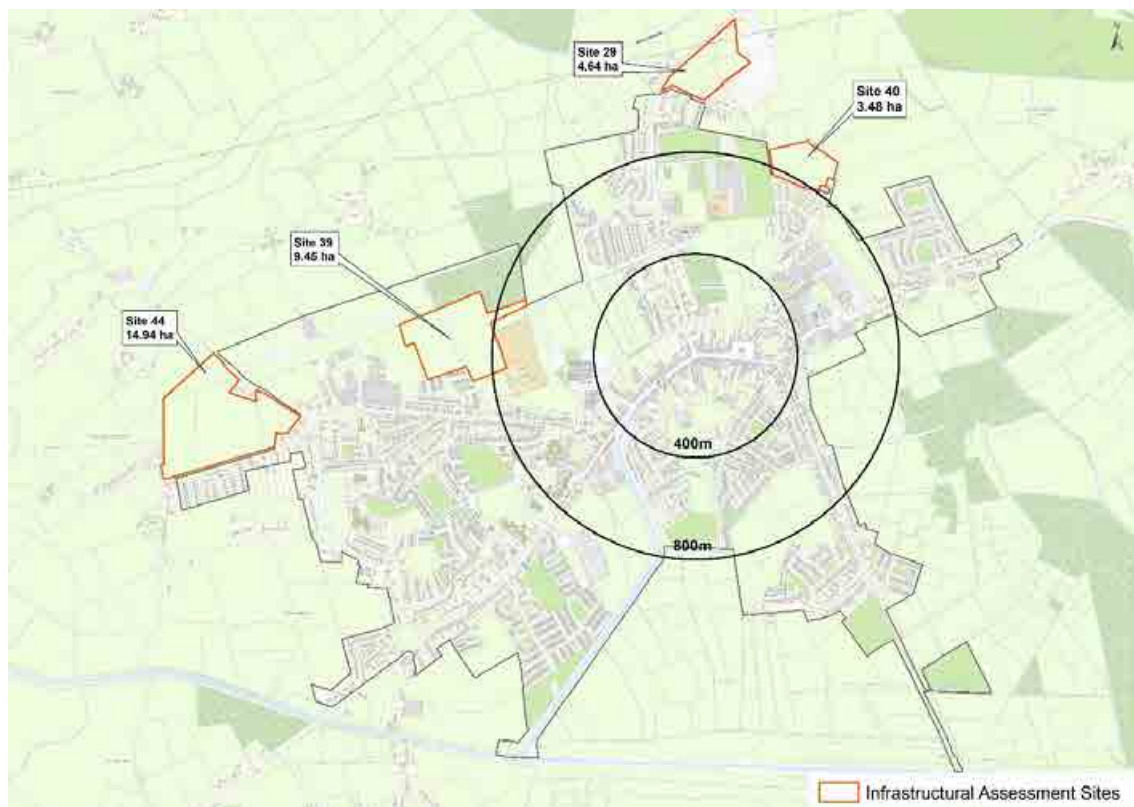 N
Site 29
4.64 ha
Site 40
3.48 ha
Site 39
9.45 ha
Site 44
14.94 ha
400m
800m
Infrastructural Assessment Sites